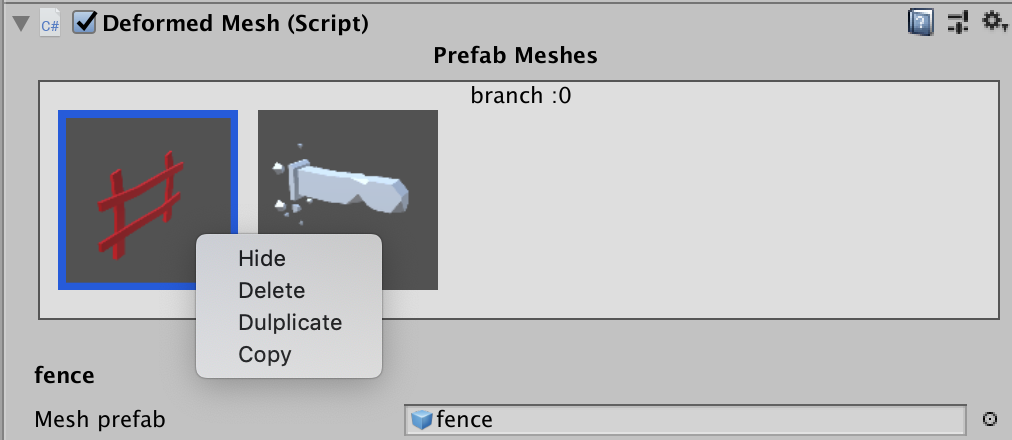 C# Deformed Mesh (Script)
Prefab Meshes
branch :0
Hide
Delete
Dulplicate
Copy
fence
Mesh prefab fence